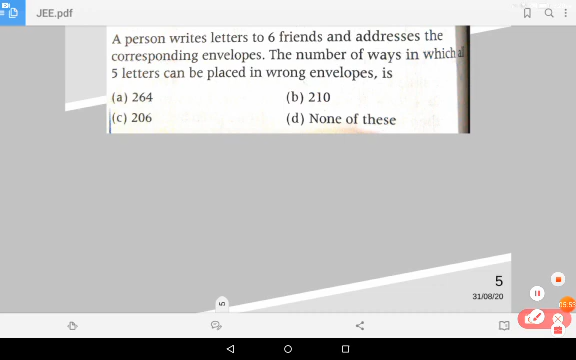 JEE.pdf
A person writes letters to 6 friends and addresses the
corresponding envelopes. The number of ways in which al
5 letters can be placed in wrong envelopes, is
(a) 264 (b) 210
(c) 206 (d) None of these
5
31/08/20
5